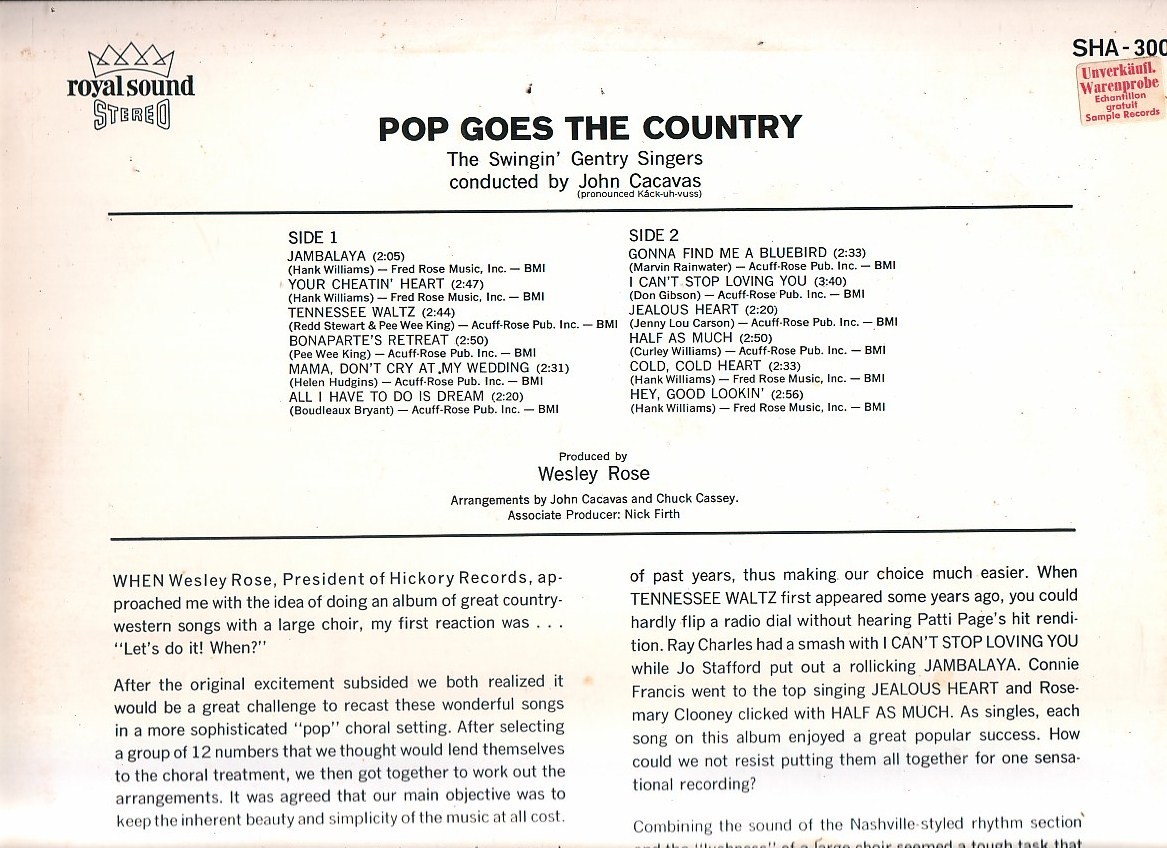 royal sound
STEREO
SHA-300
Unverkäufl.
Warenprobe
Echantillon
gratuit
Sample Records
POP GOES THE COUNTRY
The Swingin' Gentry Singers
conducted by John Cacavas
(pronounced Kăck-uh-vuss)
SIDE 1
JAMBALAYA (2:05)
(Hank Williams) — Fred Rose Music, Inc. — BMI
YOUR CHEATIN' HEART (2:47)
(Hank Williams) — Fred Rose Music, Inc. — BMI
TENNESSEE WALTZ (2:44)
(Redd Stewart & Pee Wee King) — Acuff-Rose Pub. Inc. — BMI
BONAPARTE'S RETREAT (2:50)
(Pee Wee King) — Acuff-Rose Pub. Inc. — BMI
MAMA, DON'T CRY AT MY WEDDING (2:31)
(Helen Hudgins) — Acuff-Rose Pub. Inc. — BMI
ALL I HAVE TO DO IS DREAM (2:20)
(Boudleaux Bryant) — Acuff-Rose Pub. Inc. — BMI
SIDE 2
GONNA FIND ME A BLUEBIRD (2:33)
(Marvin Rainwater) — Acuff-Rose Pub. Inc. — BMI
I CAN'T STOP LOVING YOU (3:40)
(Don Gibson) — Acuff-Rose Pub. Inc. — BMI
JEALOUS HEART (2:20)
(Jenny Lou Carson) — Acuff-Rose Pub. Inc. — BMI
HALF AS MUCH (2:50)
(Curley Williams) — Acuff-Rose Pub. Inc. — BMI
COLD, COLD HEART (2:33)
(Hank Williams) — Fred Rose Music, Inc. — BMI
HEY, GOOD LOOKIN' (2:56)
(Hank Williams) — Fred Rose Music, Inc. — BMI
Produced by
Wesley Rose
Arrangements by John Cacavas and Chuck Cassey.
Associate Producer: Nick Firth
WHEN Wesley Rose, President of Hickory Records, ap-
proached me with the idea of doing an album of great country-
western songs with a large choir, my first reaction was . . .
"Let's do it! When?"
After the original excitement subsided we both realized it
would be a great challenge to recast these wonderful songs
in a more sophisticated "pop" choral setting. After selecting
a group of 12 numbers that we thought would lend themselves
to the choral treatment, we then got together to work out the
arrangements. It was agreed that our main objective was to
keep the inherent beauty and simplicity of the music at all cost.
of past years, thus making our choice much easier. When
TENNESSEE WALTZ first appeared some years ago, you could
hardly flip a radio dial without hearing Patti Page's hit rendi-
tion. Ray Charles had a smash with I CAN'T STOP LOVING YOU
while Jo Stafford put out a rollicking JAMBALAYA. Connie
Francis went to the top singing JEALOUS HEART and Rose-
mary Clooney clicked with HALF AS MUCH. As singles, each
song on this album enjoyed a great popular success. How
could we not resist putting them all together for one sensa-
tional recording?
Combining the sound of the Nashville-styled rhythm section
and the "lushness" of a large choir seemed a tough task that